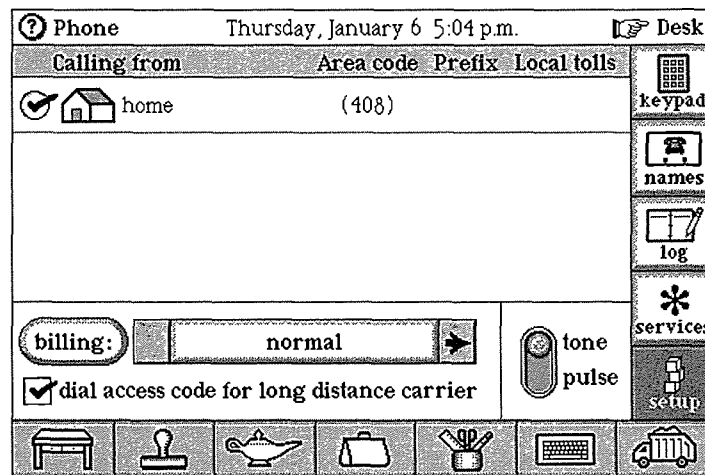 ? Phone Thursday, January 6 5:04 p.m. Desk
Calling from Area code Prefix Local tolls
home (408)
keypad
names
log
services
setup
billing: normal
tone
pulse
dial access code for long distance carrier